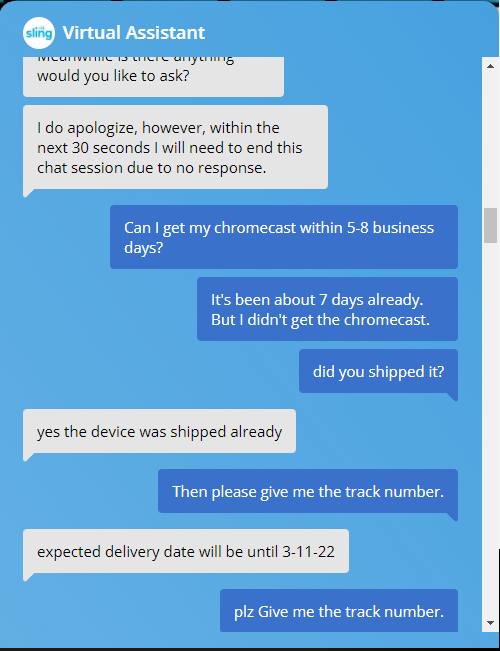 sling
Virtual Assistant
Meanwhile is there anything
would you like to ask?
I do apologize, however, within the
next 30 seconds I will need to end this
chat session due to no response.
Can I get my chromecast within 5-8 business
days?
It's been about 7 days already.
But I didn't get the chromecast.
did you shipped it?
yes the device was shipped already
Then please give me the track number.
expected delivery date will be until 3-11-22
plz Give me the track number.